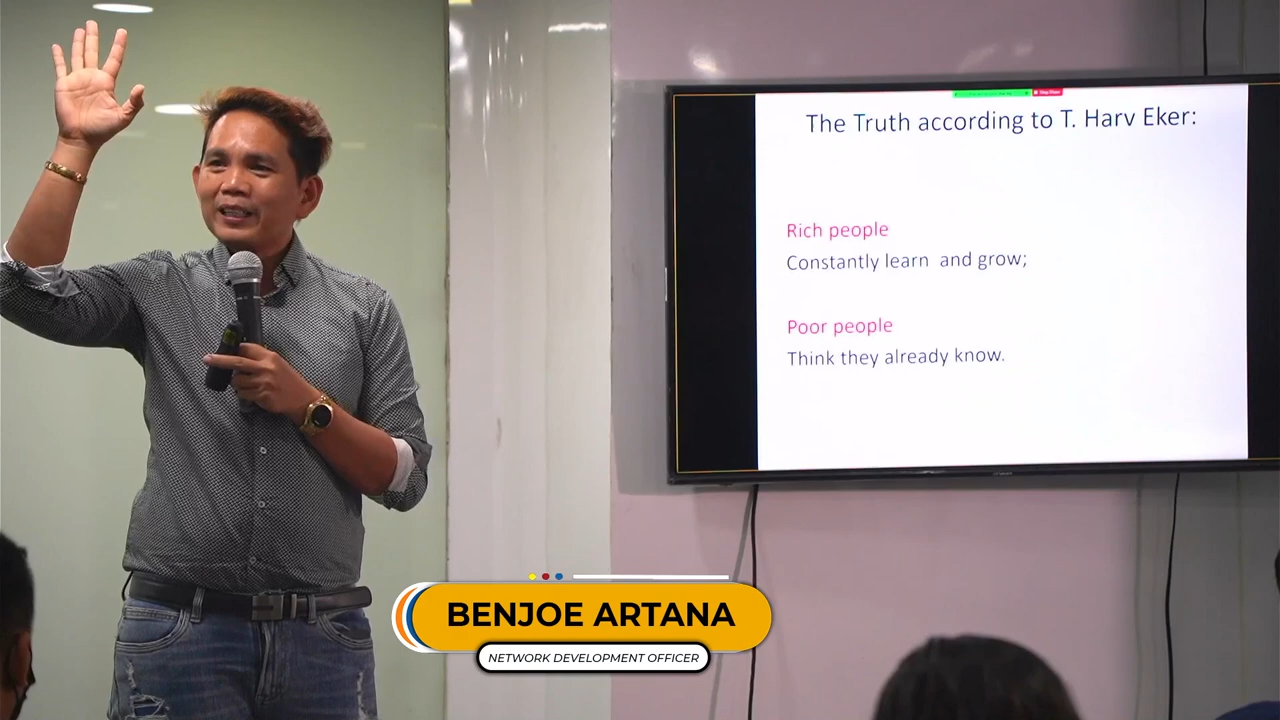 The Truth according to T. Harv Eker:
Rich people
Constantly learn and grow;
Poor people
Think they already know.
BENJOE ARTANA
NETWORK DEVELOPMENT OFFICER